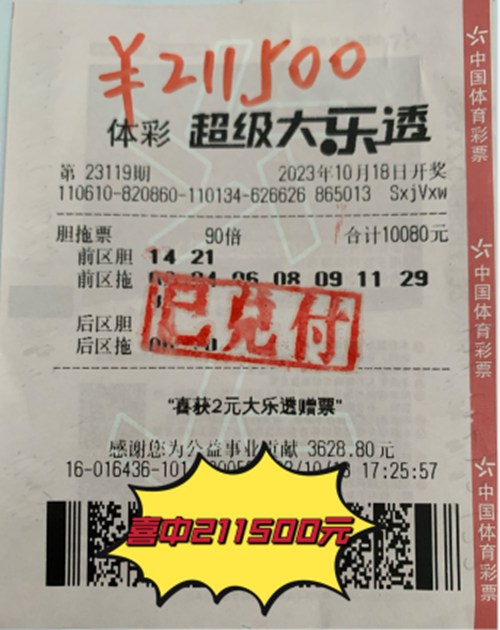 ￥211500
体彩 超级大乐透
第 23119期 2023年10月18日开奖
110610-820860-110134-626626 865013 SxjVxw
胆拖票 90倍 合计10080元
前区胆 14 21
前区拖 04 06 08 09 11 29
已兑付
后区胆
后区拖
"喜获2元大乐透赠票"
感谢您为公益事业贡献 3628.80元
16-016436-101 17:25:57
喜中211500元
中国体育彩票
中国体育彩票
中国体育彩票